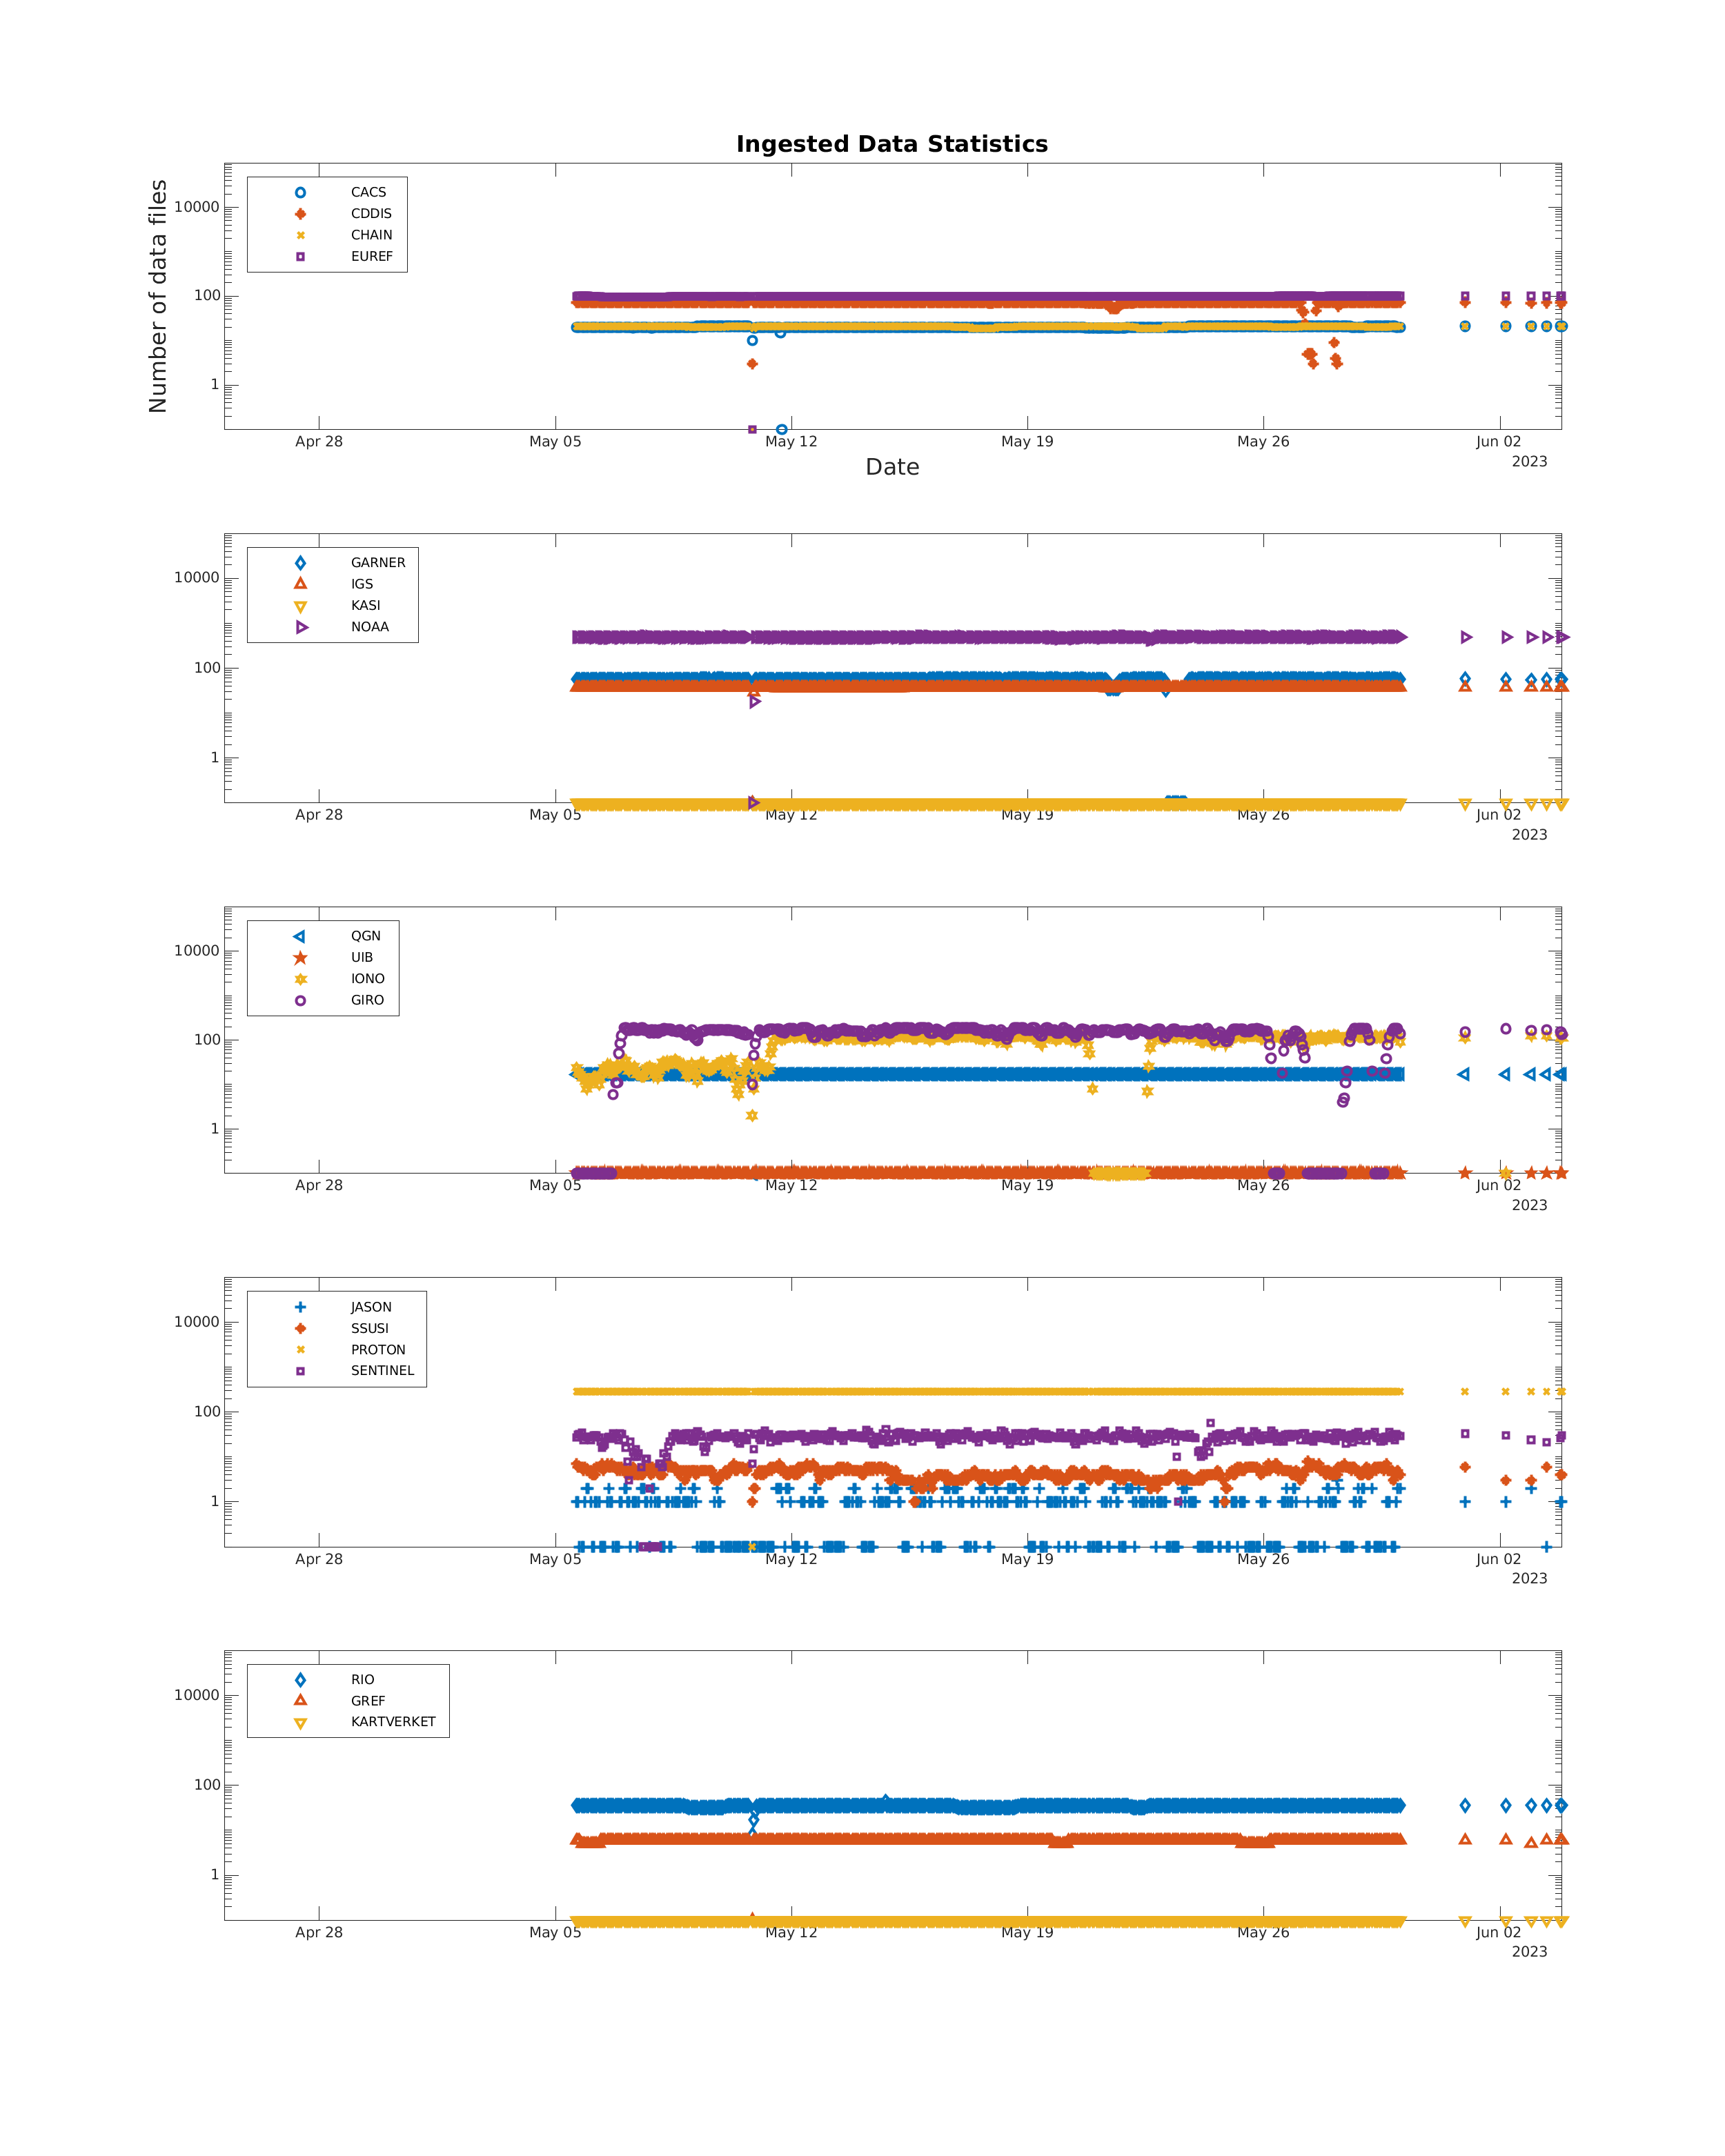 Ingested Data Statistics
Number of data files
CACS
CDDIS
CHAIN
EUREF
10000
100
1
Apr 28 May 05 May 12 May 19 May 26 Jun 02
2023
Date
GARNER
IGS
KASI
NOAA
10000
100
1
Apr 28 May 05 May 12 May 19 May 26 Jun 02
2023
QGN
UIB
IONO
GIRO
10000
100
1
Apr 28 May 05 May 12 May 19 May 26 Jun 02
2023
JASON
SSUSI
PROTON
SENTINEL
10000
100
1
Apr 28 May 05 May 12 May 19 May 26 Jun 02
2023
RIO
GREF
KARTVERKET
10000
100
1
Apr 28 May 05 May 12 May 19 May 26 Jun 02
2023